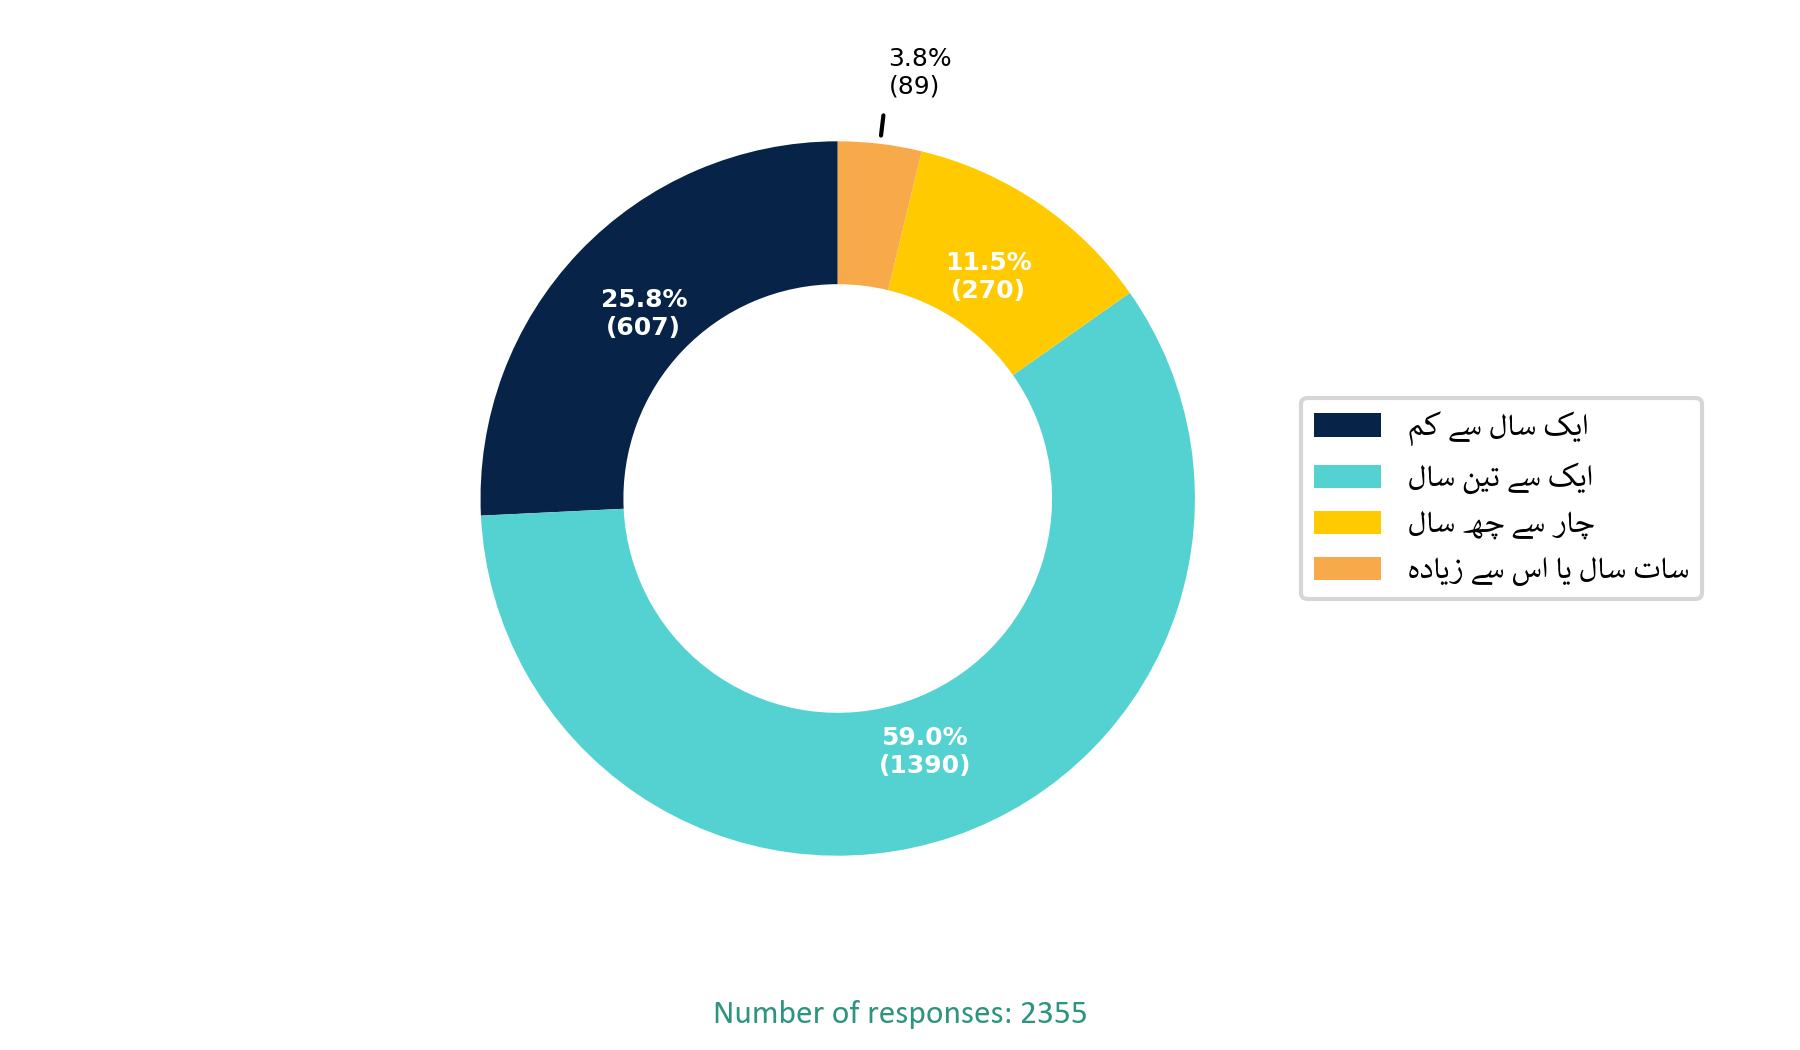 3.8%
(89)
11.5%
(270)
25.8%
(607)
59.0%
(1390)
ایک سال سے کم
ایک سے تین سال
چار سے چھ سال
سات سال یا اس سے زیادہ
Number of responses: 2355